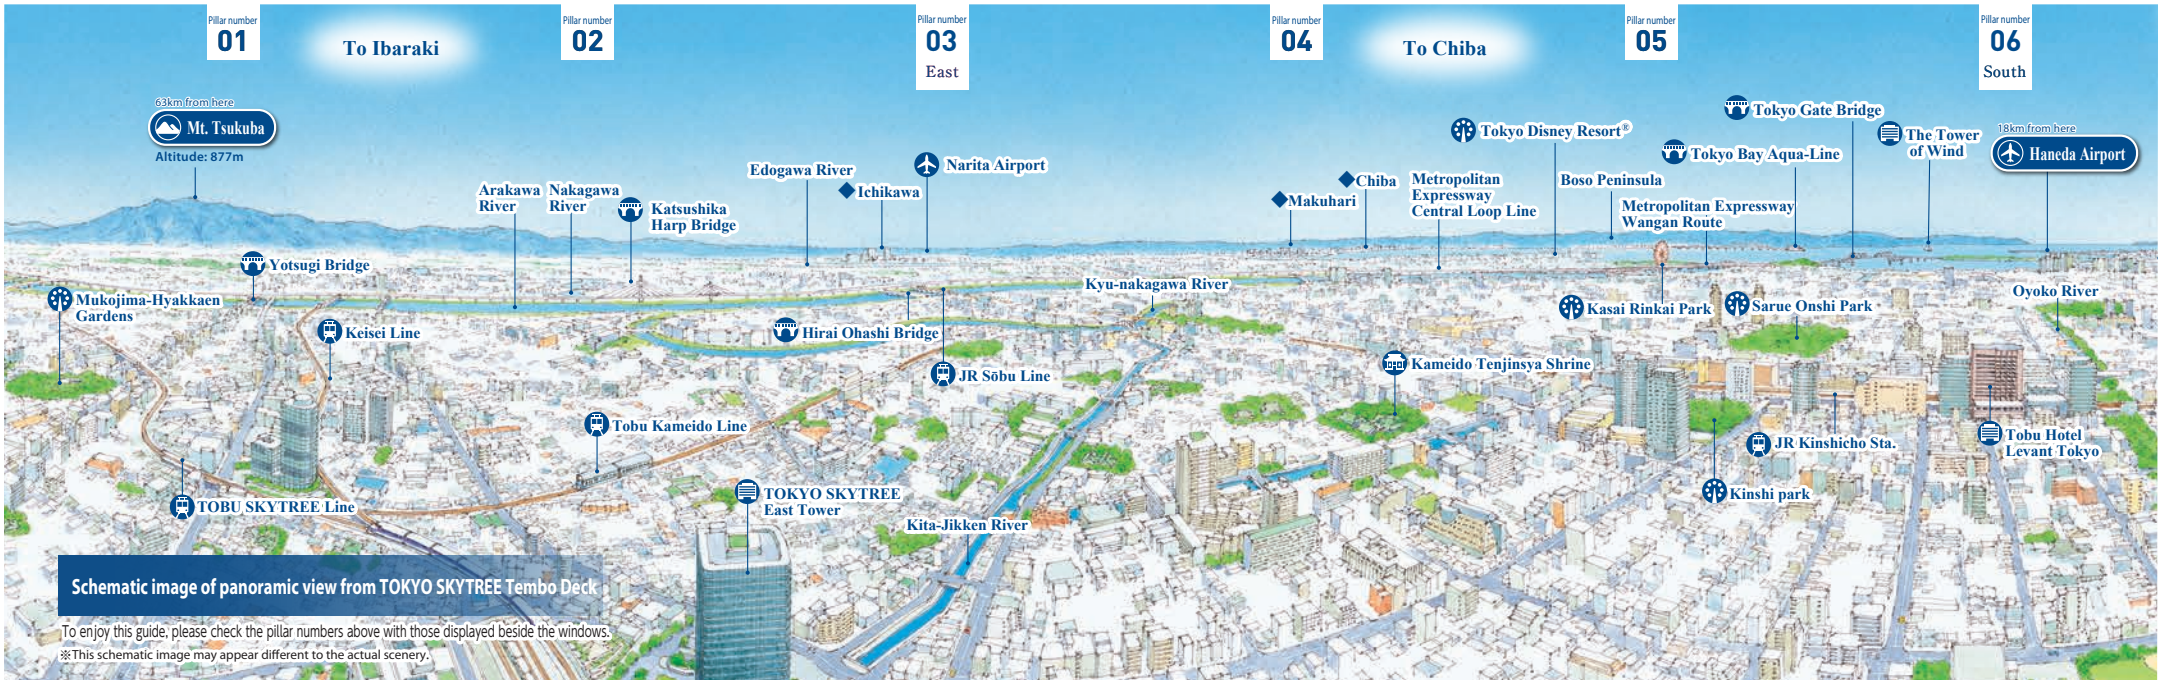 Pillar number
01
To Ibaraki
Pillar number
02
Pillar number
03
East
Pillar number
04
To Chiba
Pillar number
05
Pillar number
06
South
63km from here
Mt. Tsukuba
Altitude: 877m
Arakawa
River
Nakagawa
River
Katsushika
Harp Bridge
Edogawa River
Ichikawa
Narita Airport
Makuhari
Chiba
Metropolitan
Expressway
Central Loop Line
Tokyo Disney Resort®
Boso Peninsula
Metropolitan Expressway
Wangan Route
Tokyo Bay Aqua-Line
Tokyo Gate Bridge
The Tower
of Wind
18km from here
Haneda Airport
Yotsugi Bridge
Mukojima-Hyakkaen
Gardens
Keisei Line
Hirai Ohashi Bridge
Kyu-nakagawa River
JR Sōbu Line
Kasai Rinkai Park
Sarue Onshi Park
Oyoko River
Kameido Tenjinsya Shrine
Tobu Kameido Line
JR Kinshicho Sta.
Tobu Hotel
Levant Tokyo
TOBU SKYTREE Line
TOKYO SKYTREE
East Tower
Kita-Jikken River
Kinshi park
Schematic image of panoramic view from TOKYO SKYTREE Tembo Deck
To enjoy this guide, please check the pillar numbers above with those displayed beside the windows.
※This schematic image may appear different to the actual scenery.